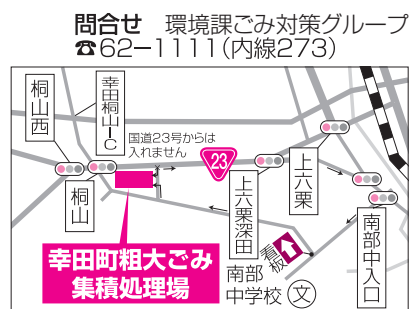 問合せ 環境課ごみ対策グループ
☎62−1111(内線273)
桐山西
幸田桐山IC
国道23号からは
入れません
23
桐山
上六栗深田
上六栗
南部中入口
看板
南部
中学校
文
幸田町粗大ごみ
集積処理場